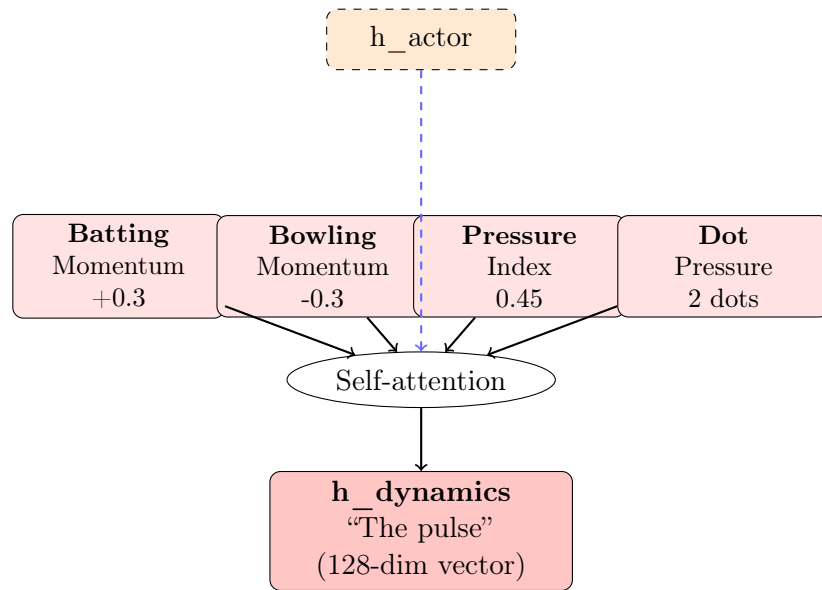 h_actor
Batting
Momentum
+0.3
Bowling
Momentum
-0.3
Pressure
Index
0.45
Dot
Pressure
2 dots
Self-attention
h_dynamics
“The pulse”
(128-dim vector)